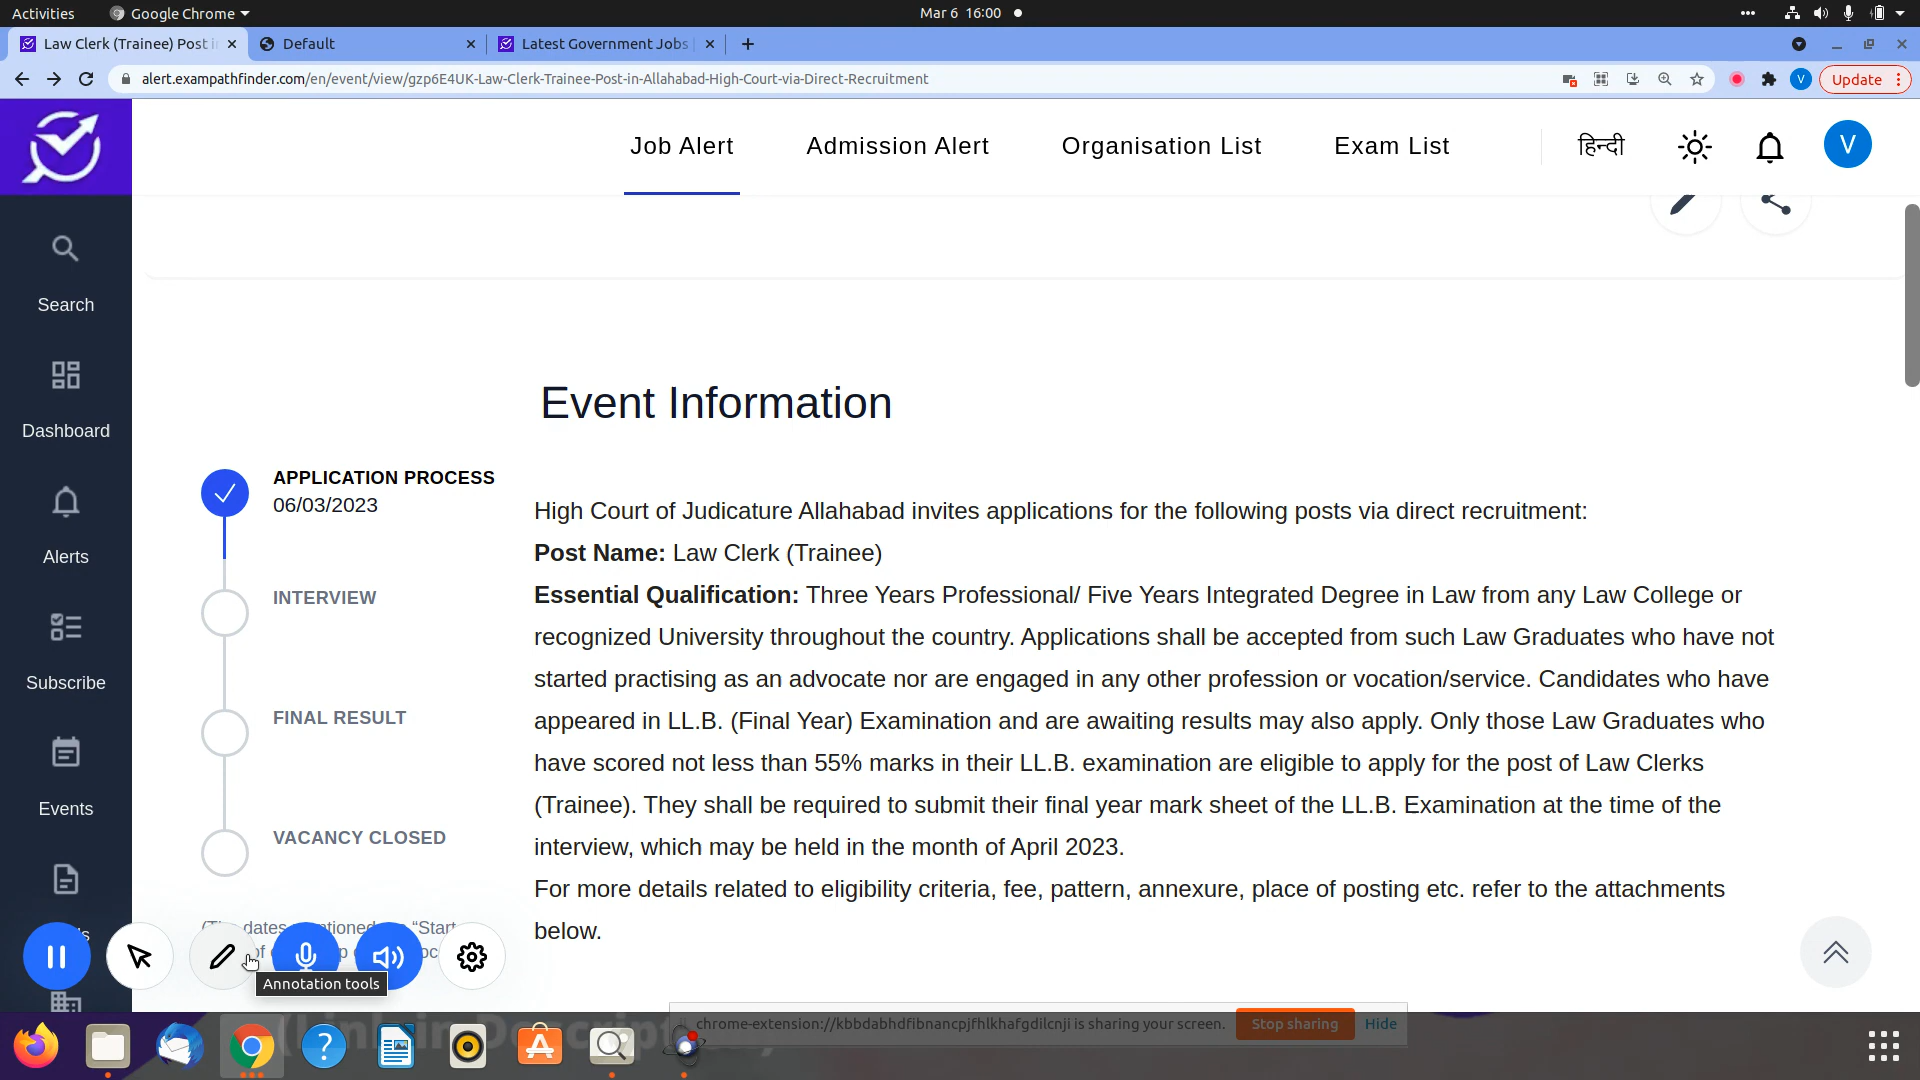 Activities
Google Chrome
Mar 6 16:00
Law Clerk (Trainee) Post i
Default
Latest Government Jobs
alert.exampathfinder.com/en/event/view/gzp6E4UK-Law-Clerk-Trainee-Post-in-Allahabad-High-Court-via-Direct-Recruitment
V
Update
Job Alert
Admission Alert
Organisation List
Exam List
हिन्दी
V
Search
Dashboard
Alerts
Subscribe
Events
Event Information
APPLICATION PROCESS
06/03/2023
INTERVIEW
FINAL RESULT
VACANCY CLOSED
High Court of Judicature Allahabad invites applications for the following posts via direct recruitment:
Post Name: Law Clerk (Trainee)
Essential Qualification: Three Years Professional/ Five Years Integrated Degree in Law from any Law College or
recognized University throughout the country. Applications shall be accepted from such Law Graduates who have not
started practising as an advocate nor are engaged in any other profession or vocation/service. Candidates who have
appeared in LL.B. (Final Year) Examination and are awaiting results may also apply. Only those Law Graduates who
have scored not less than 55% marks in their LL.B. examination are eligible to apply for the post of Law Clerks
(Trainee). They shall be required to submit their final year mark sheet of the LL.B. Examination at the time of the
interview, which may be held in the month of April 2023.
For more details related to eligibility criteria, fee, pattern, annexure, place of posting etc. refer to the attachments
below.
dates "Start
of
Annotation tools
chrome-extension://kbbdabhdfibnancpjfhlkhafgdilcnji is sharing your screen.
Stop sharing
Hide
(Link in